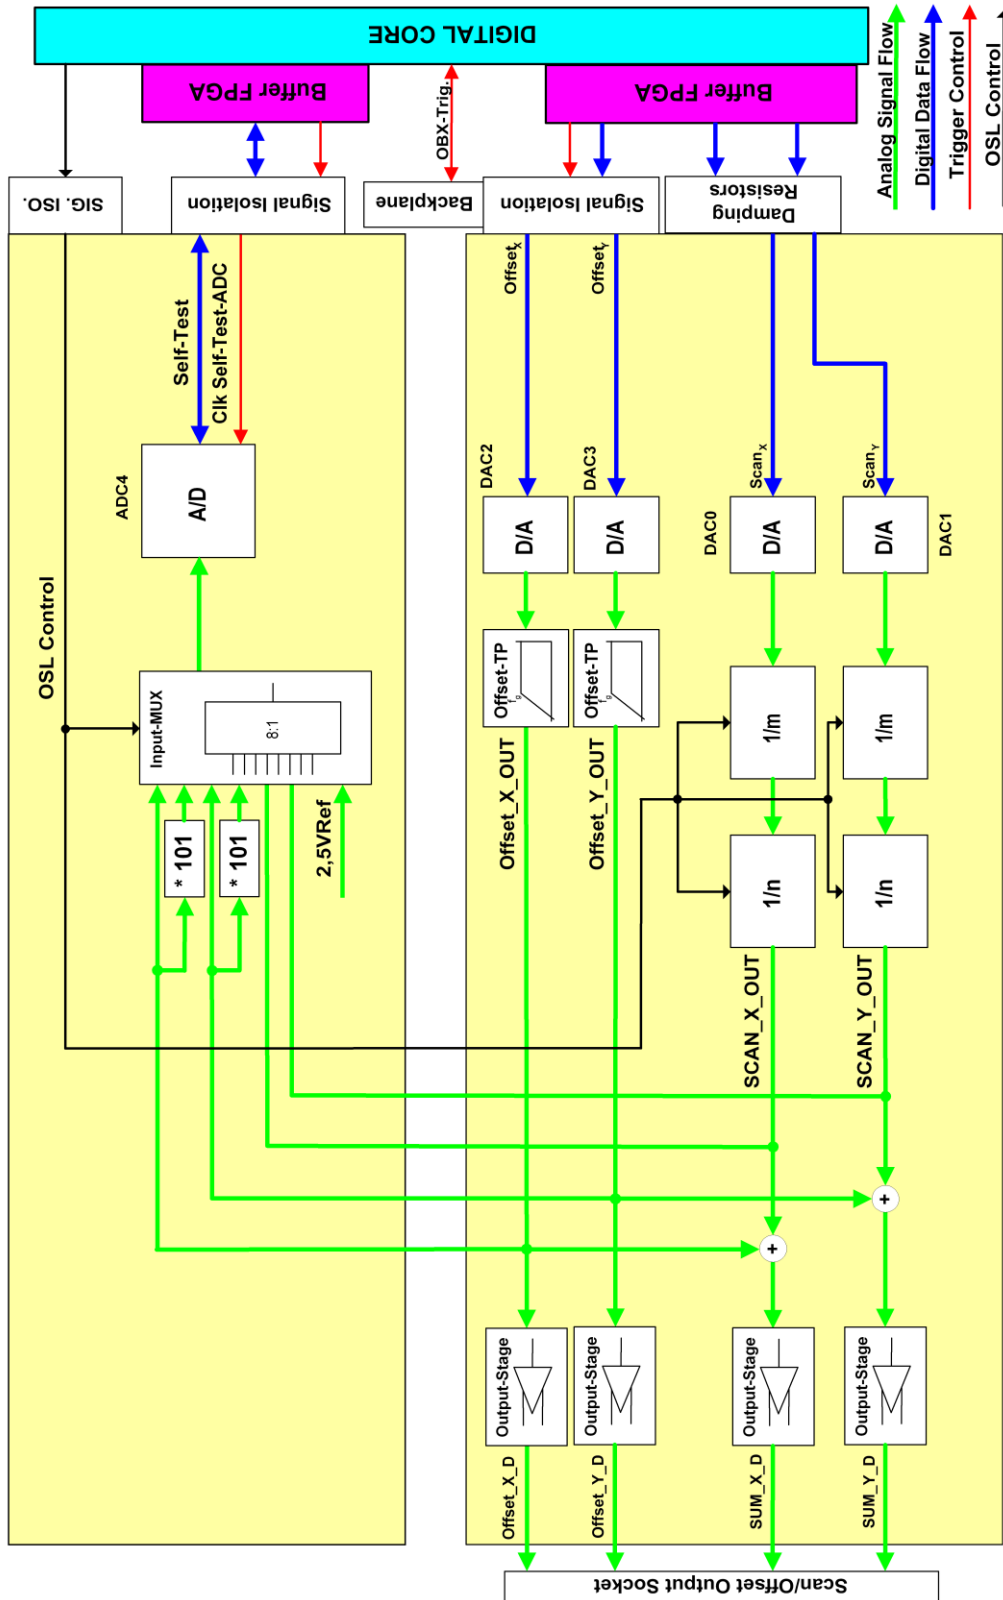 DIGITAL CORE
Buffer FPGA
OBX-Trig.
Buffer FPGA
Analog Signal Flow
Digital Data Flow
Trigger Control
OSL Control
SIG. ISO.
Signal Isolation
Backplane
Signal Isolation
Damping
Resistors
Self-Test
Clk Self-Test-ADC
OffsetX
OffsetY
ADC4
A/D
DAC2
D/A
DAC3
D/A
ScanX
DAC0
D/A
ScanY
D/A
DAC1
OSL Control
Input-MUX
8:1
Offset-TP
fg
Offset-TP
fg
1/m
1/m
* 101
* 101
2,5VRef
Offset_X_OUT
Offset_Y_OUT
1/n
1/n
SCAN_X_OUT
SCAN_Y_OUT
+
+
Output-Stage
Output-Stage
Output-Stage
Output-Stage
Offset_X_D
Offset_Y_D
SUM_X_D
SUM_Y_D
Scan/Offset Output Socket